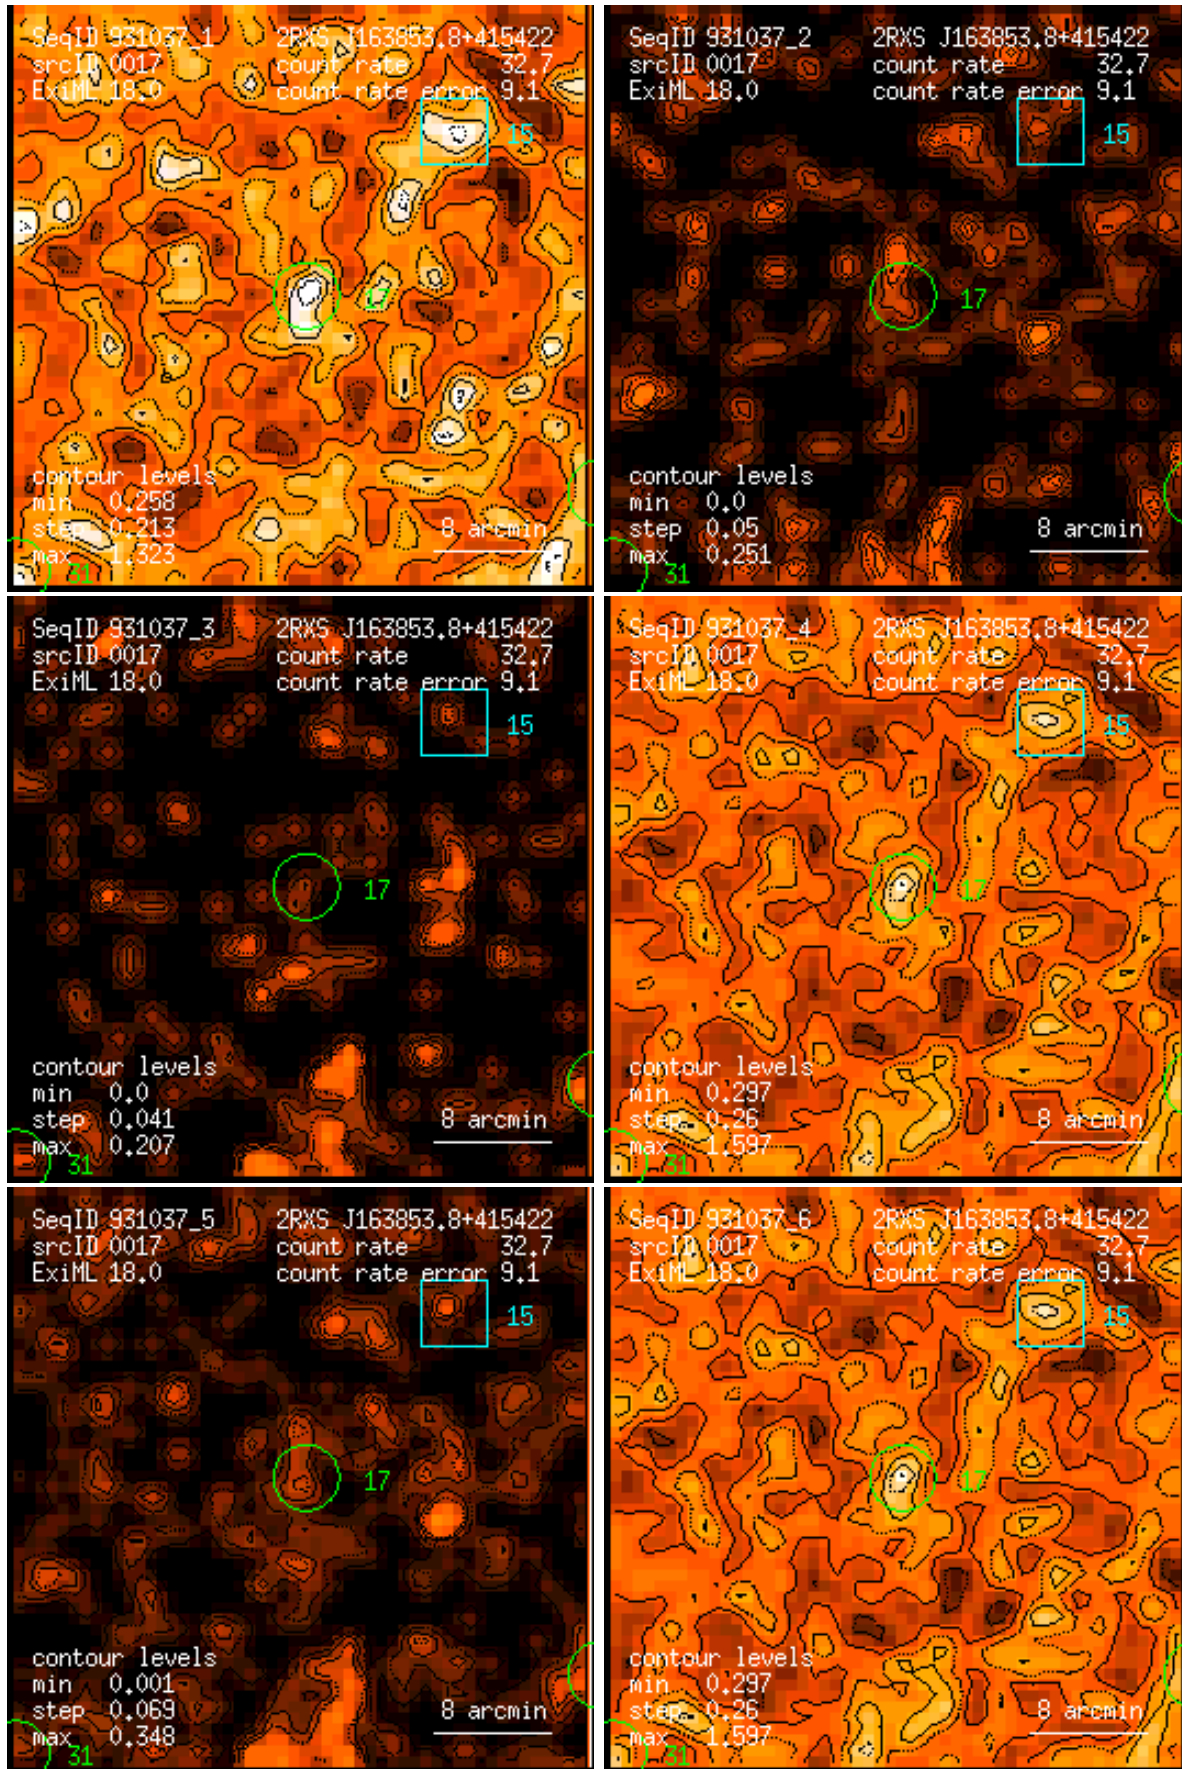 SeqID 931037_1 2RXS J163853.8+415422
srcID 0017 count rate 32.7
ExiML 18.0 count rate error 9.1
15
17
contour levels
min 0.258
step 0.213 8 arcmin
max 1.323
31
SeqID 931037_2 2RXS J163853.8+415422
srcID 0017 count rate 32.7
ExiML 18.0 count rate error 9.1
15
17
contour levels
min 0.0
step 0.05 8 arcmin
max 0.251
31
SeqID 931037_3 2RXS J163853.8+415422
srcID 0017 count rate 32.7
ExiML 18.0 count rate error 9.1
15
17
contour levels
min 0.0
step 0.041 8 arcmin
max 0.207
31
SeqID 931037_4 2RXS J163853.8+415422
srcID 0017 count rate 32.7
ExiML 18.0 count rate error 9.1
15
17
contour levels
min 0.297
step 0.26 8 arcmin
max 1.597
31
SeqID 931037_5 2RXS J163853.8+415422
srcID 0017 count rate 32.7
ExiML 18.0 count rate error 9.1
15
17
contour levels
min 0.001
step 0.069 8 arcmin
max 0.348
31
SeqID 931037_6 2RXS J163853.8+415422
srcID 0017 count rate 32.7
ExiML 18.0 count rate error 9.1
15
17
contour levels
min 0.297
step 0.26 8 arcmin
max 1.597
31